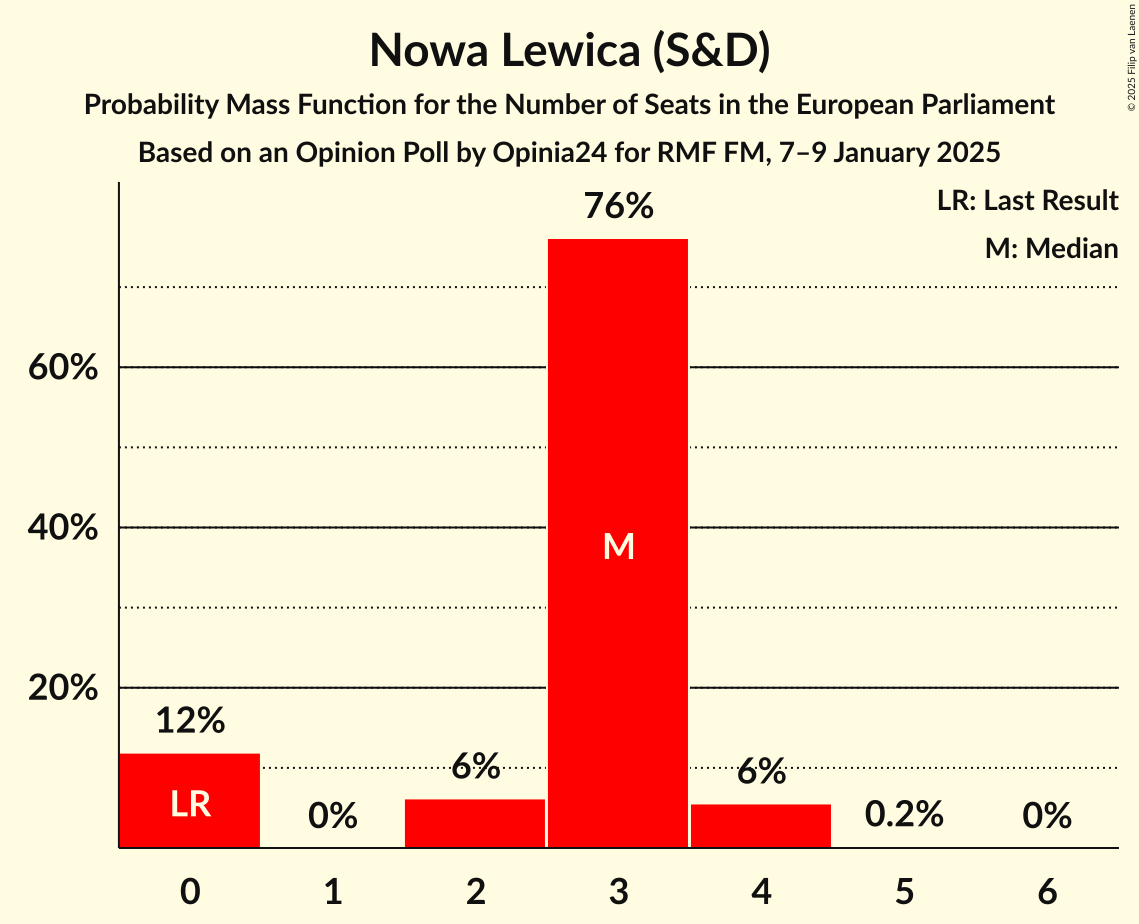 Nowa Lewica (S&D)
Probability Mass Function for the Number of Seats in the European Parliament
Based on an Opinion Poll by Opinia24 for RMF FM, 7–9 January 2025
© 2025 Filip van Laenen
LR: Last Result
M: Median
76%
60%
40%
M
20%
12%
6%
6%
LR
0%
0.2%
0%
0 1 2 3 4 5 6